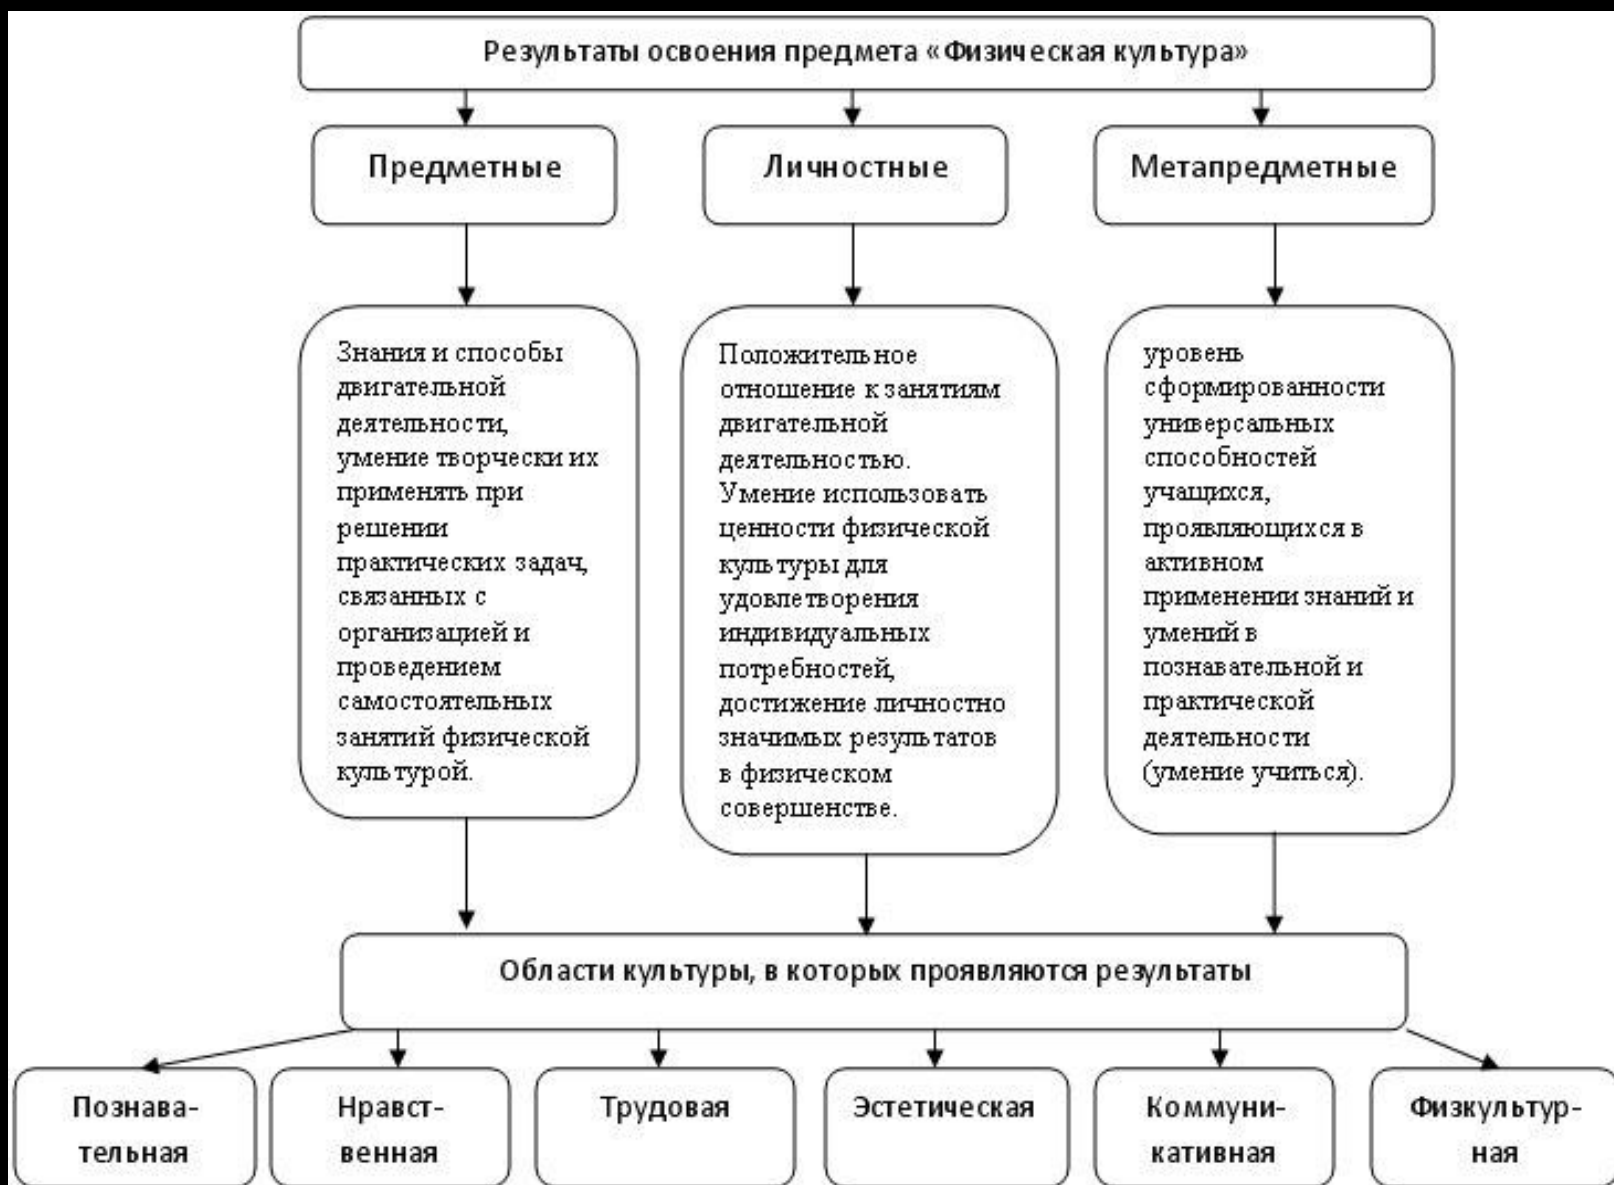 Результаты освоения предмета «Физическая культура»
Предметные
Личностные
Метапредметные
Знания и способы
двигательной
деятельности,
умение творчески их
применять при
решении
практических задач,
связанных с
организацией и
проведением
самостоятельных
занятий физической
культурой.
Положительное
отношение к занятиям
двигательной
деятельностью.
Умение использовать
ценности физической
культуры для
удовлетворения
индивидуальных
потребностей,
достижение личностно
значимых результатов
в физическом
совершенстве.
уровень
сформированности
универсальных
способностей
учащихся,
проявляющихся в
активном
применении знаний и
умений в
познавательной и
практической
деятельности
(умение учиться).
Области культуры, в которых проявляются результаты
Познава-
тельная
Нравст-
венная
Трудовая
Эстетическая
Коммуни-
кативная
Физкультур-
ная